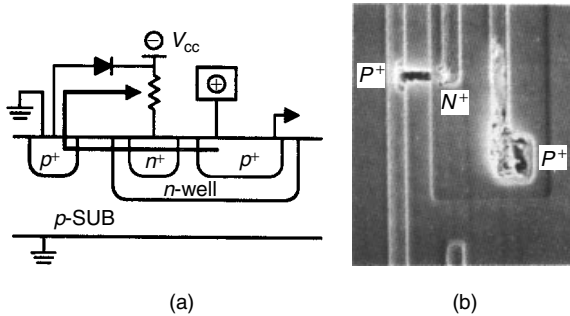 ⊖ V_CC
⊕
p+
n+
p+
n-well
p-SUB
P+
N+
P+
(a)
(b)